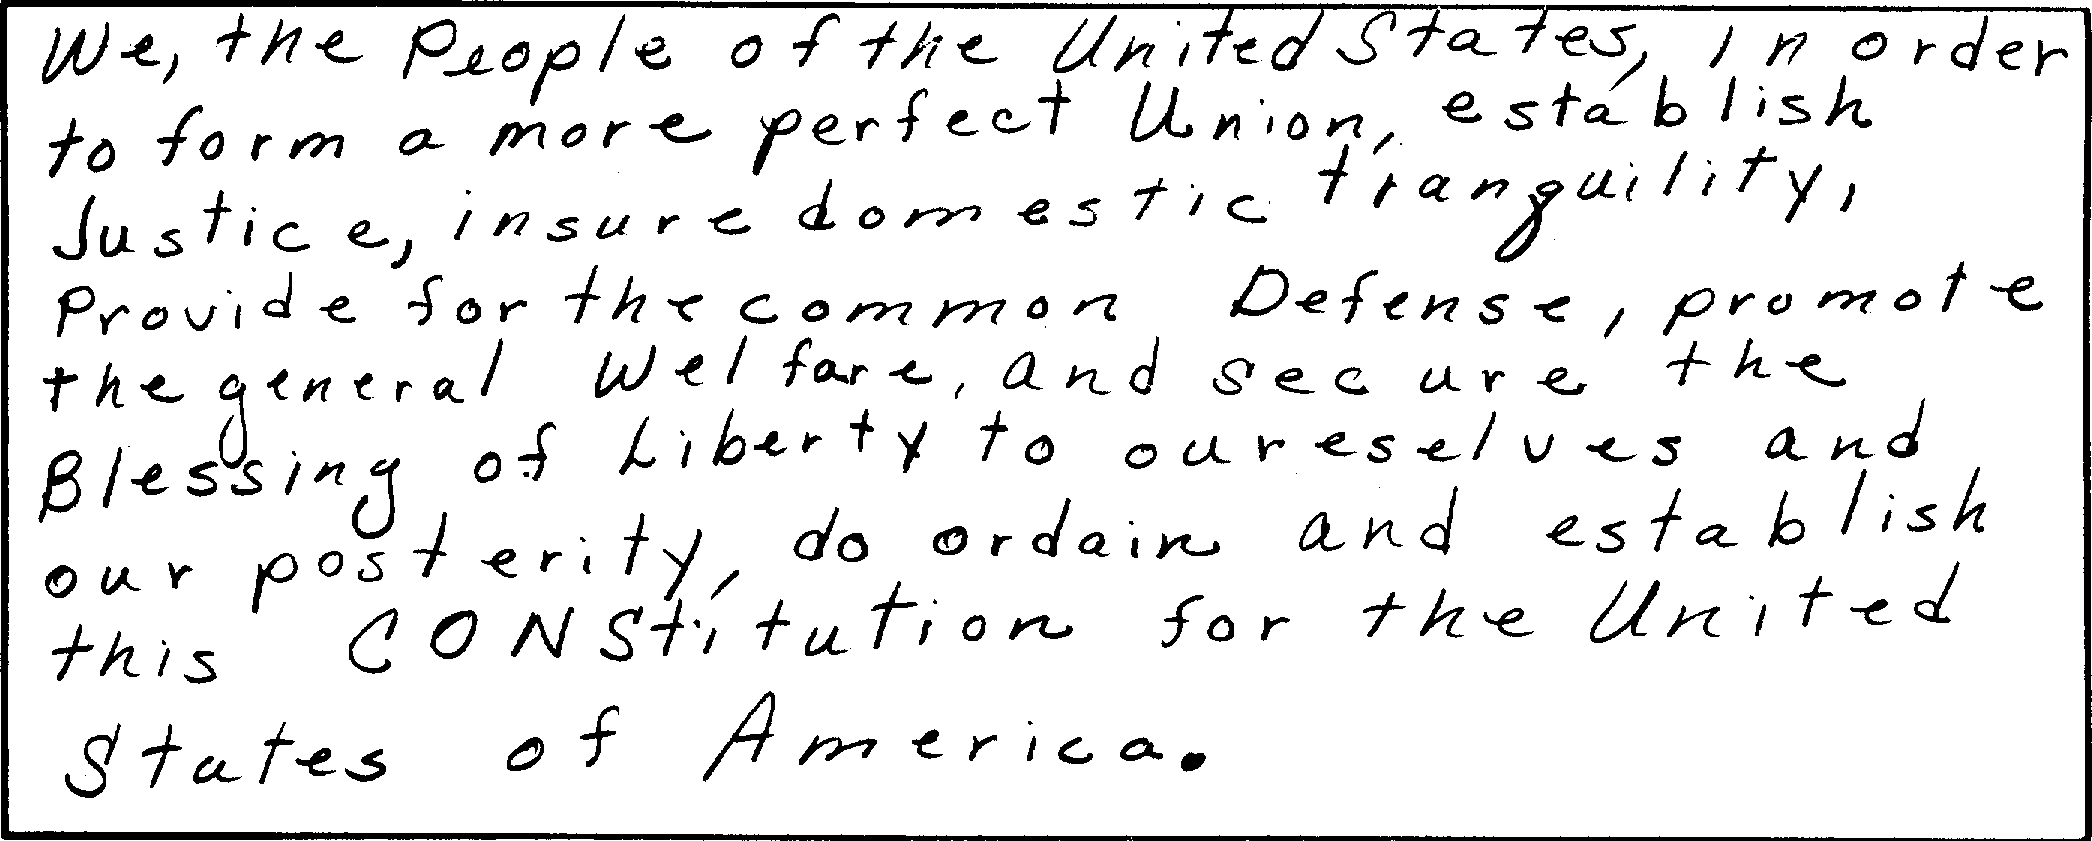 We, the People of the United States, in order
to form a more perfect Union, establish
Justice, insure domestic tranquility,
Provide for the common Defense, promote
the general Welfare, and secure the
Blessing of Liberty to oureselves and
our posterity, do ordain and establish
this CONStitution for the United
States of America.